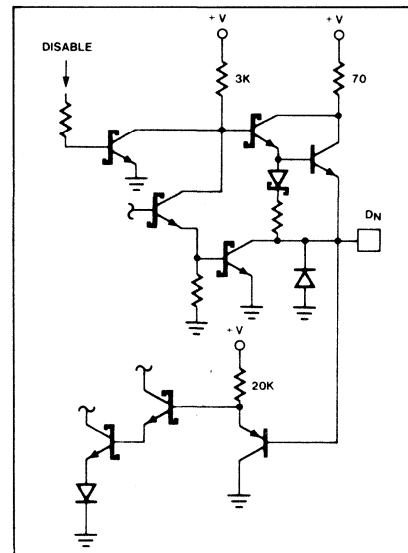 + V
+ V
DISABLE
3K
70
DN
+ V
20K